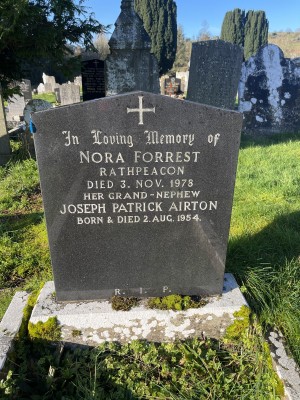 In Loving Memory of
NORA FORREST
RATHPEACON
DIED 3. NOV. 1978
HER GRAND-NEPHEW
JOSEPH PATRICK AIRTON
BORN & DIED 2. AUG. 1954.
R. I. P.